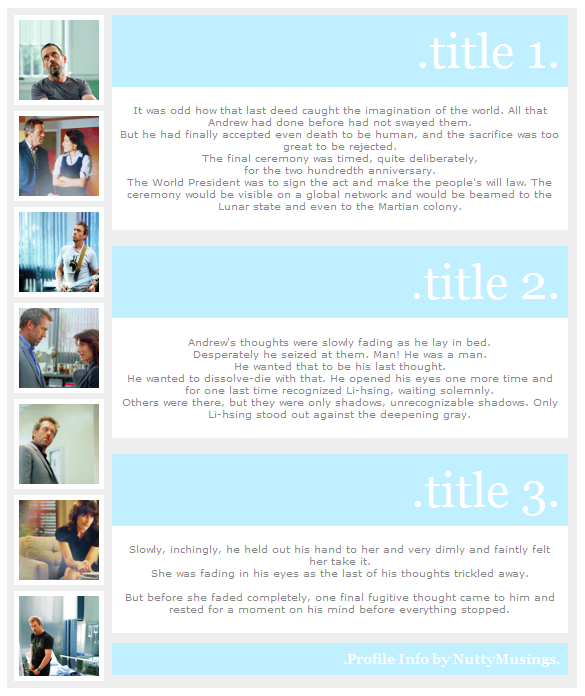 .title 1.
It was odd how that last deed caught the imagination of the world. All that
Andrew had done before had not swayed them.
But he had finally accepted even death to be human, and the sacrifice was too
great to be rejected.
The final ceremony was timed, quite deliberately,
for the two hundredth anniversary.
The World President was to sign the act and make the people's will law. The
ceremony would be visible on a global network and would be beamed to the
Lunar state and even to the Martian colony.
.title 2.
Andrew's thoughts were slowly fading as he lay in bed.
Desperately he seized at them. Man! He was a man.
He wanted that to be his last thought.
He wanted to dissolve-die with that. He opened his eyes one more time and
for one last time recognized Li-hsing, waiting solemnly.
Others were there, but they were only shadows, unrecognizable shadows. Only
Li-hsing stood out against the deepening gray.
.title 3.
Slowly, inchingly, he held out his hand to her and very dimly and faintly felt
her take it.
She was fading in his eyes as the last of his thoughts trickled away.
But before she faded completely, one final fugitive thought came to him and
rested for a moment on his mind before everything stopped.
.Profile Info by NuttyMusings.